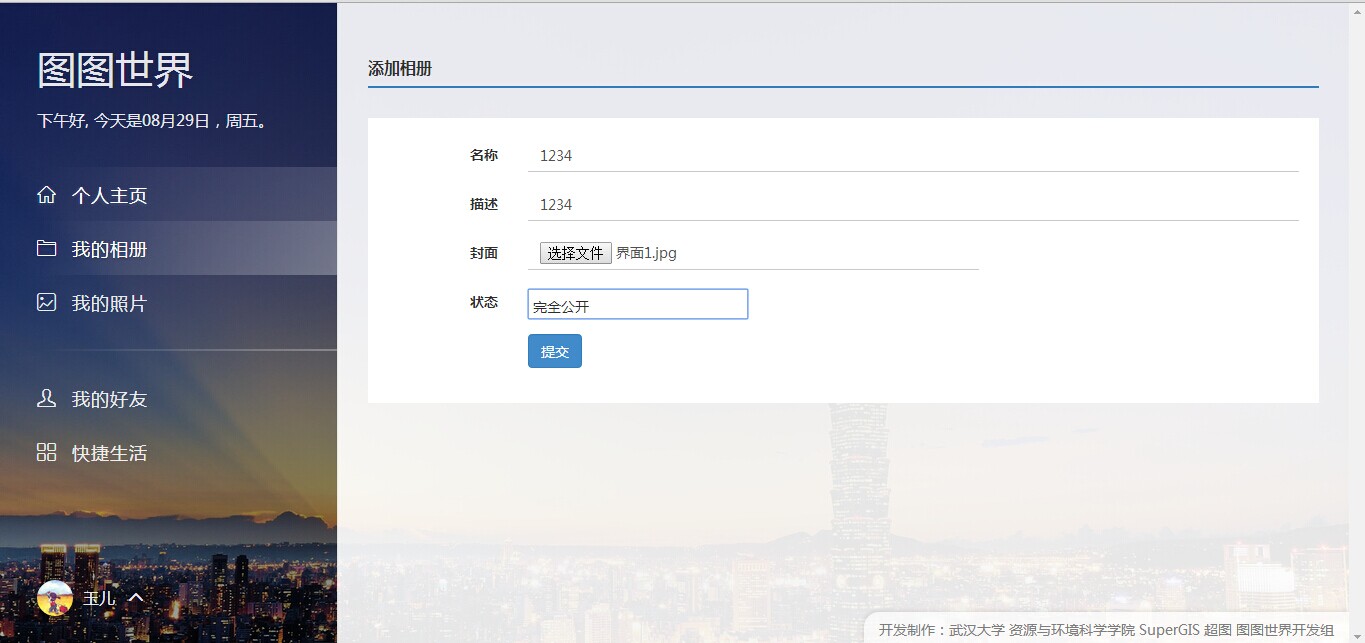 图图世界
下午好, 今天是08月29日，周五。
个人主页
我的相册
我的照片
我的好友
快捷生活
玉儿
添加相册
名称 1234
描述 1234
封面 选择文件 界面1.jpg
状态 完全公开
提交
开发制作：武汉大学 资源与环境科学学院 SuperGIS 超图 图图世界开发组